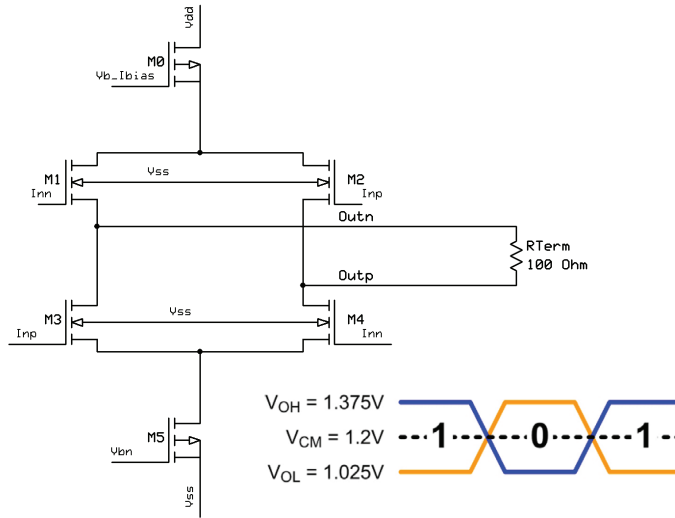 Vdd
M0
Vb_Ibias
M1
Vss
M2
Inn
Inp
Outn
RTerm
100 Ohm
Outp
M3
Vss
M4
Inp
Inn
VOH = 1.375V
M5
VCM = 1.2V
1
0
1
Vbn
VOL = 1.025V
Vss